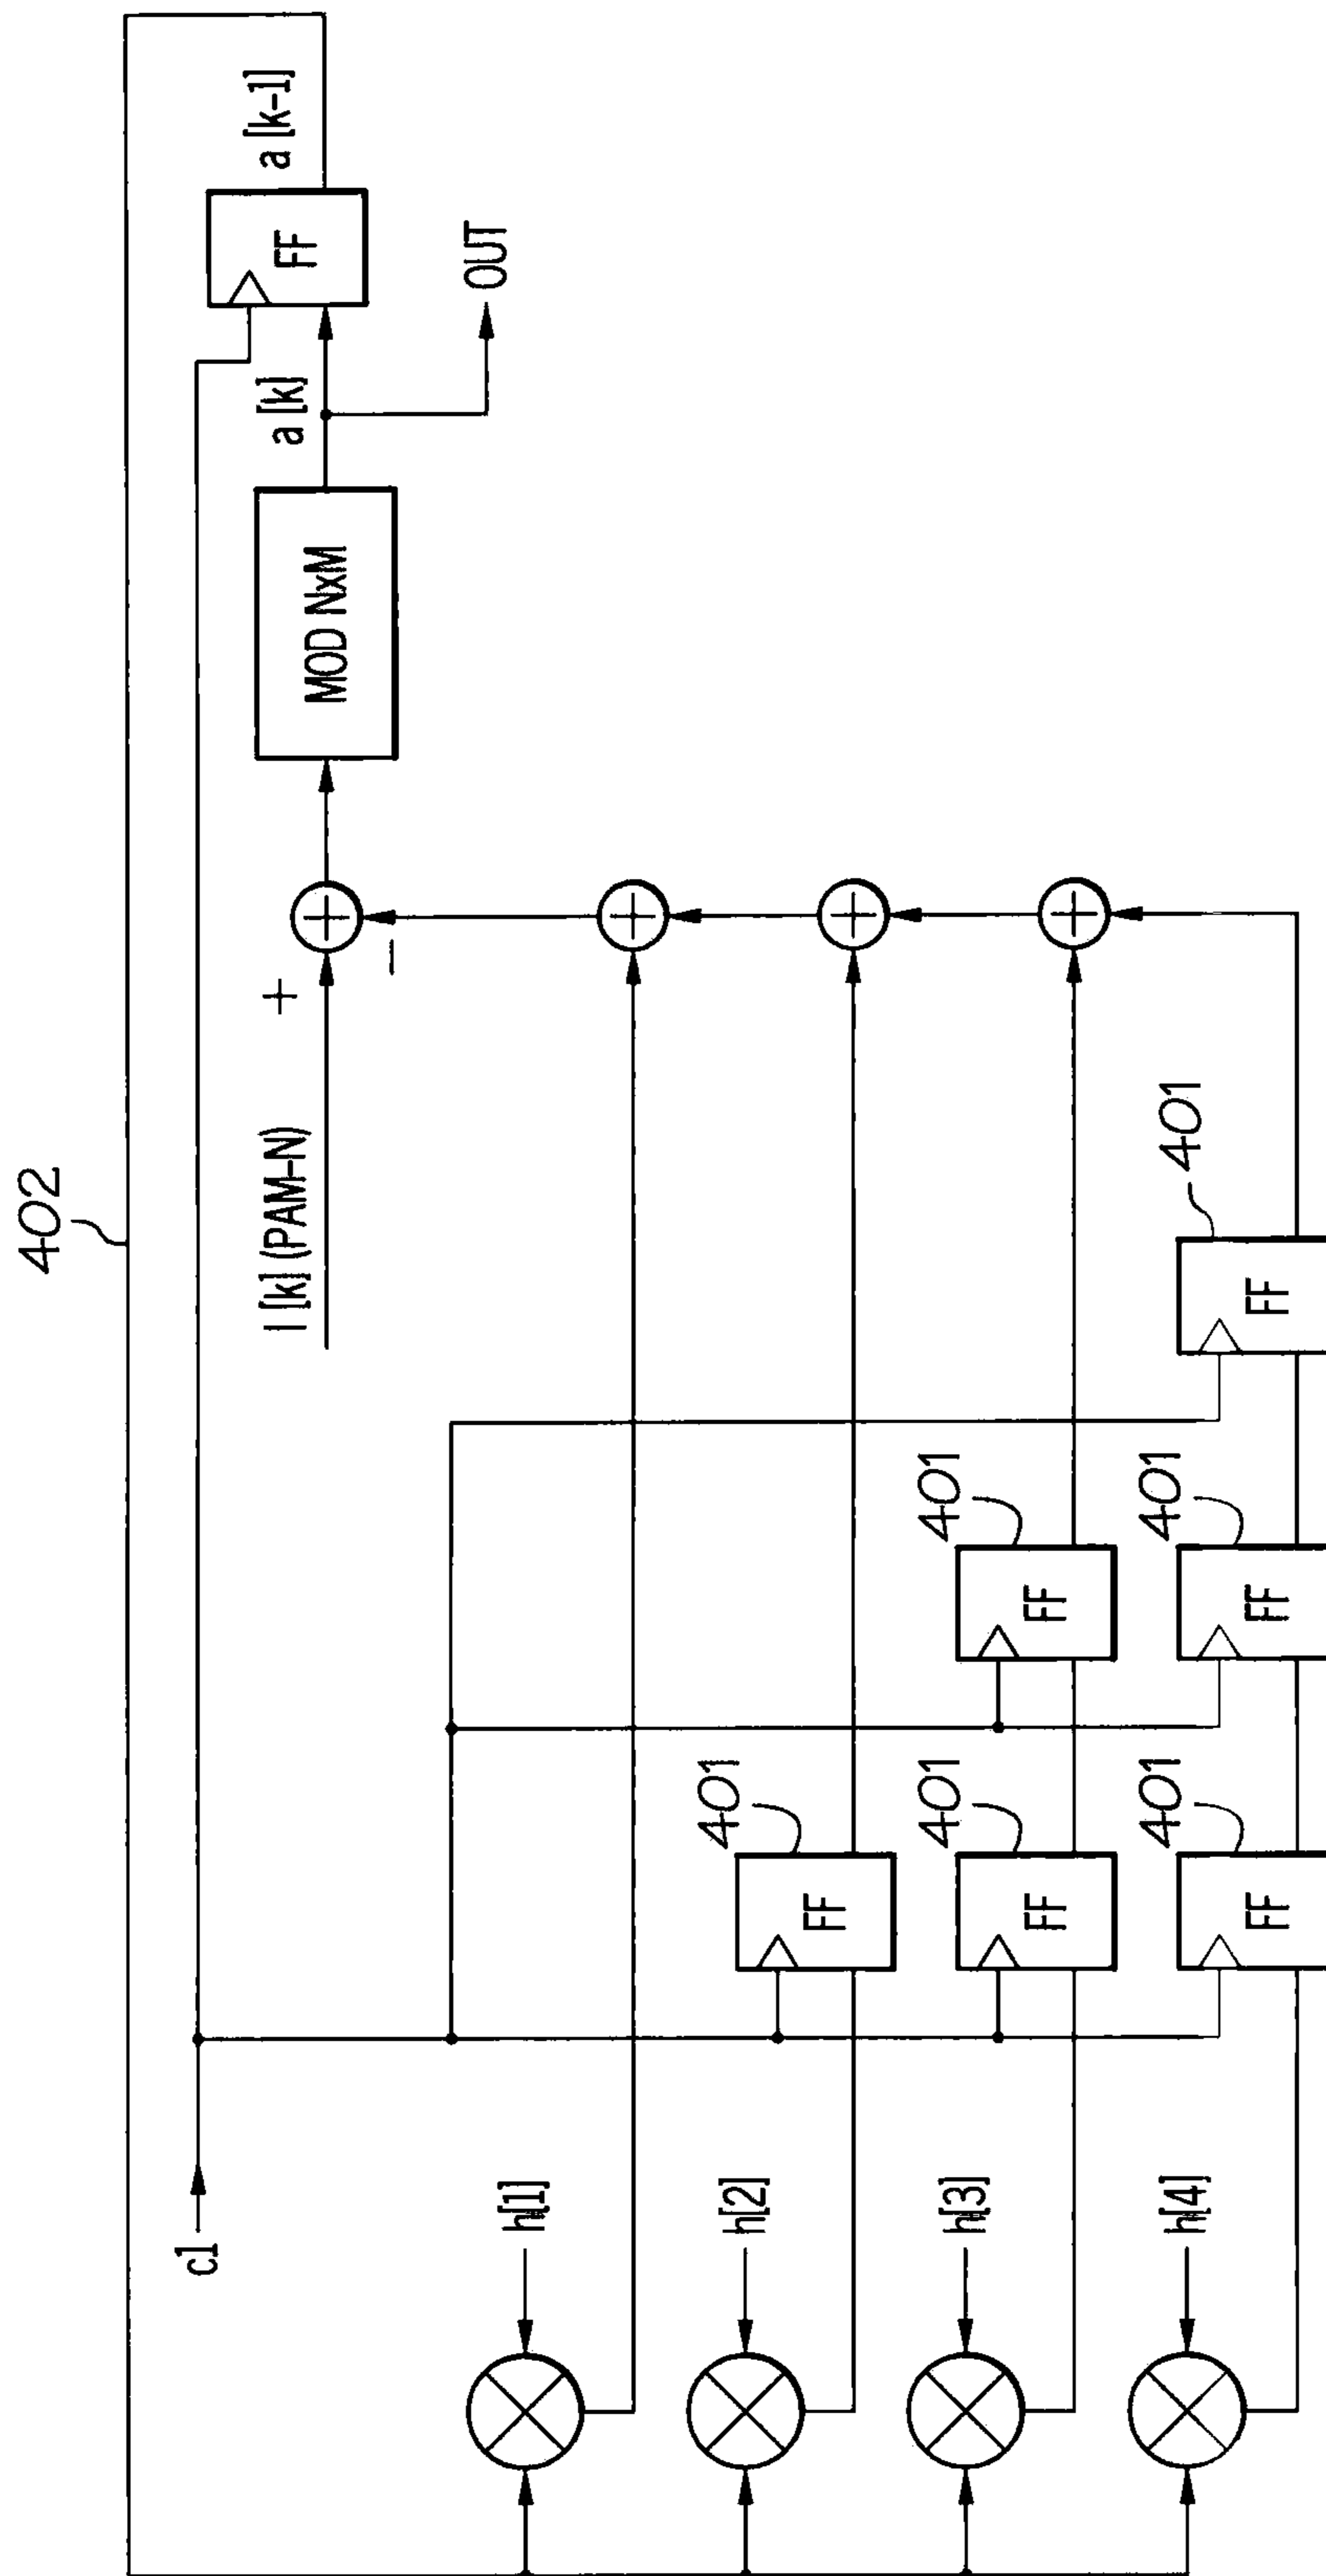 402
a [k-1]
FF
a [k]
OUT
MOD NxM
+
−
I [k] (PAM-N)
401
FF
401
FF
401
FF
401
FF
401
FF
401
FF
c1
h[1]
h[2]
h[3]
h[4]